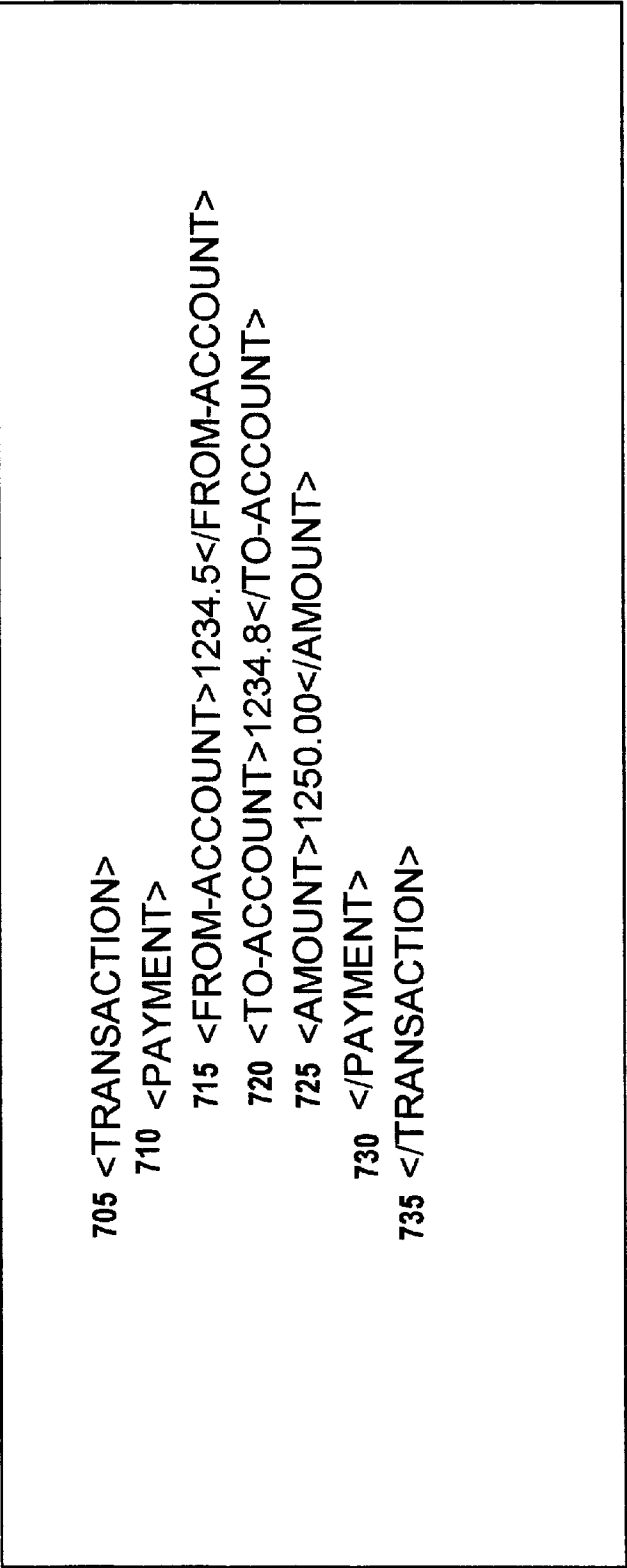 705 <TRANSACTION>
710 <PAYMENT>
715 <FROM-ACCOUNT>1234.5</FROM-ACCOUNT>
720 <TO-ACCOUNT>1234.8</TO-ACCOUNT>
725 <AMOUNT>1250.00</AMOUNT>
730 </PAYMENT>
735 </TRANSACTION>